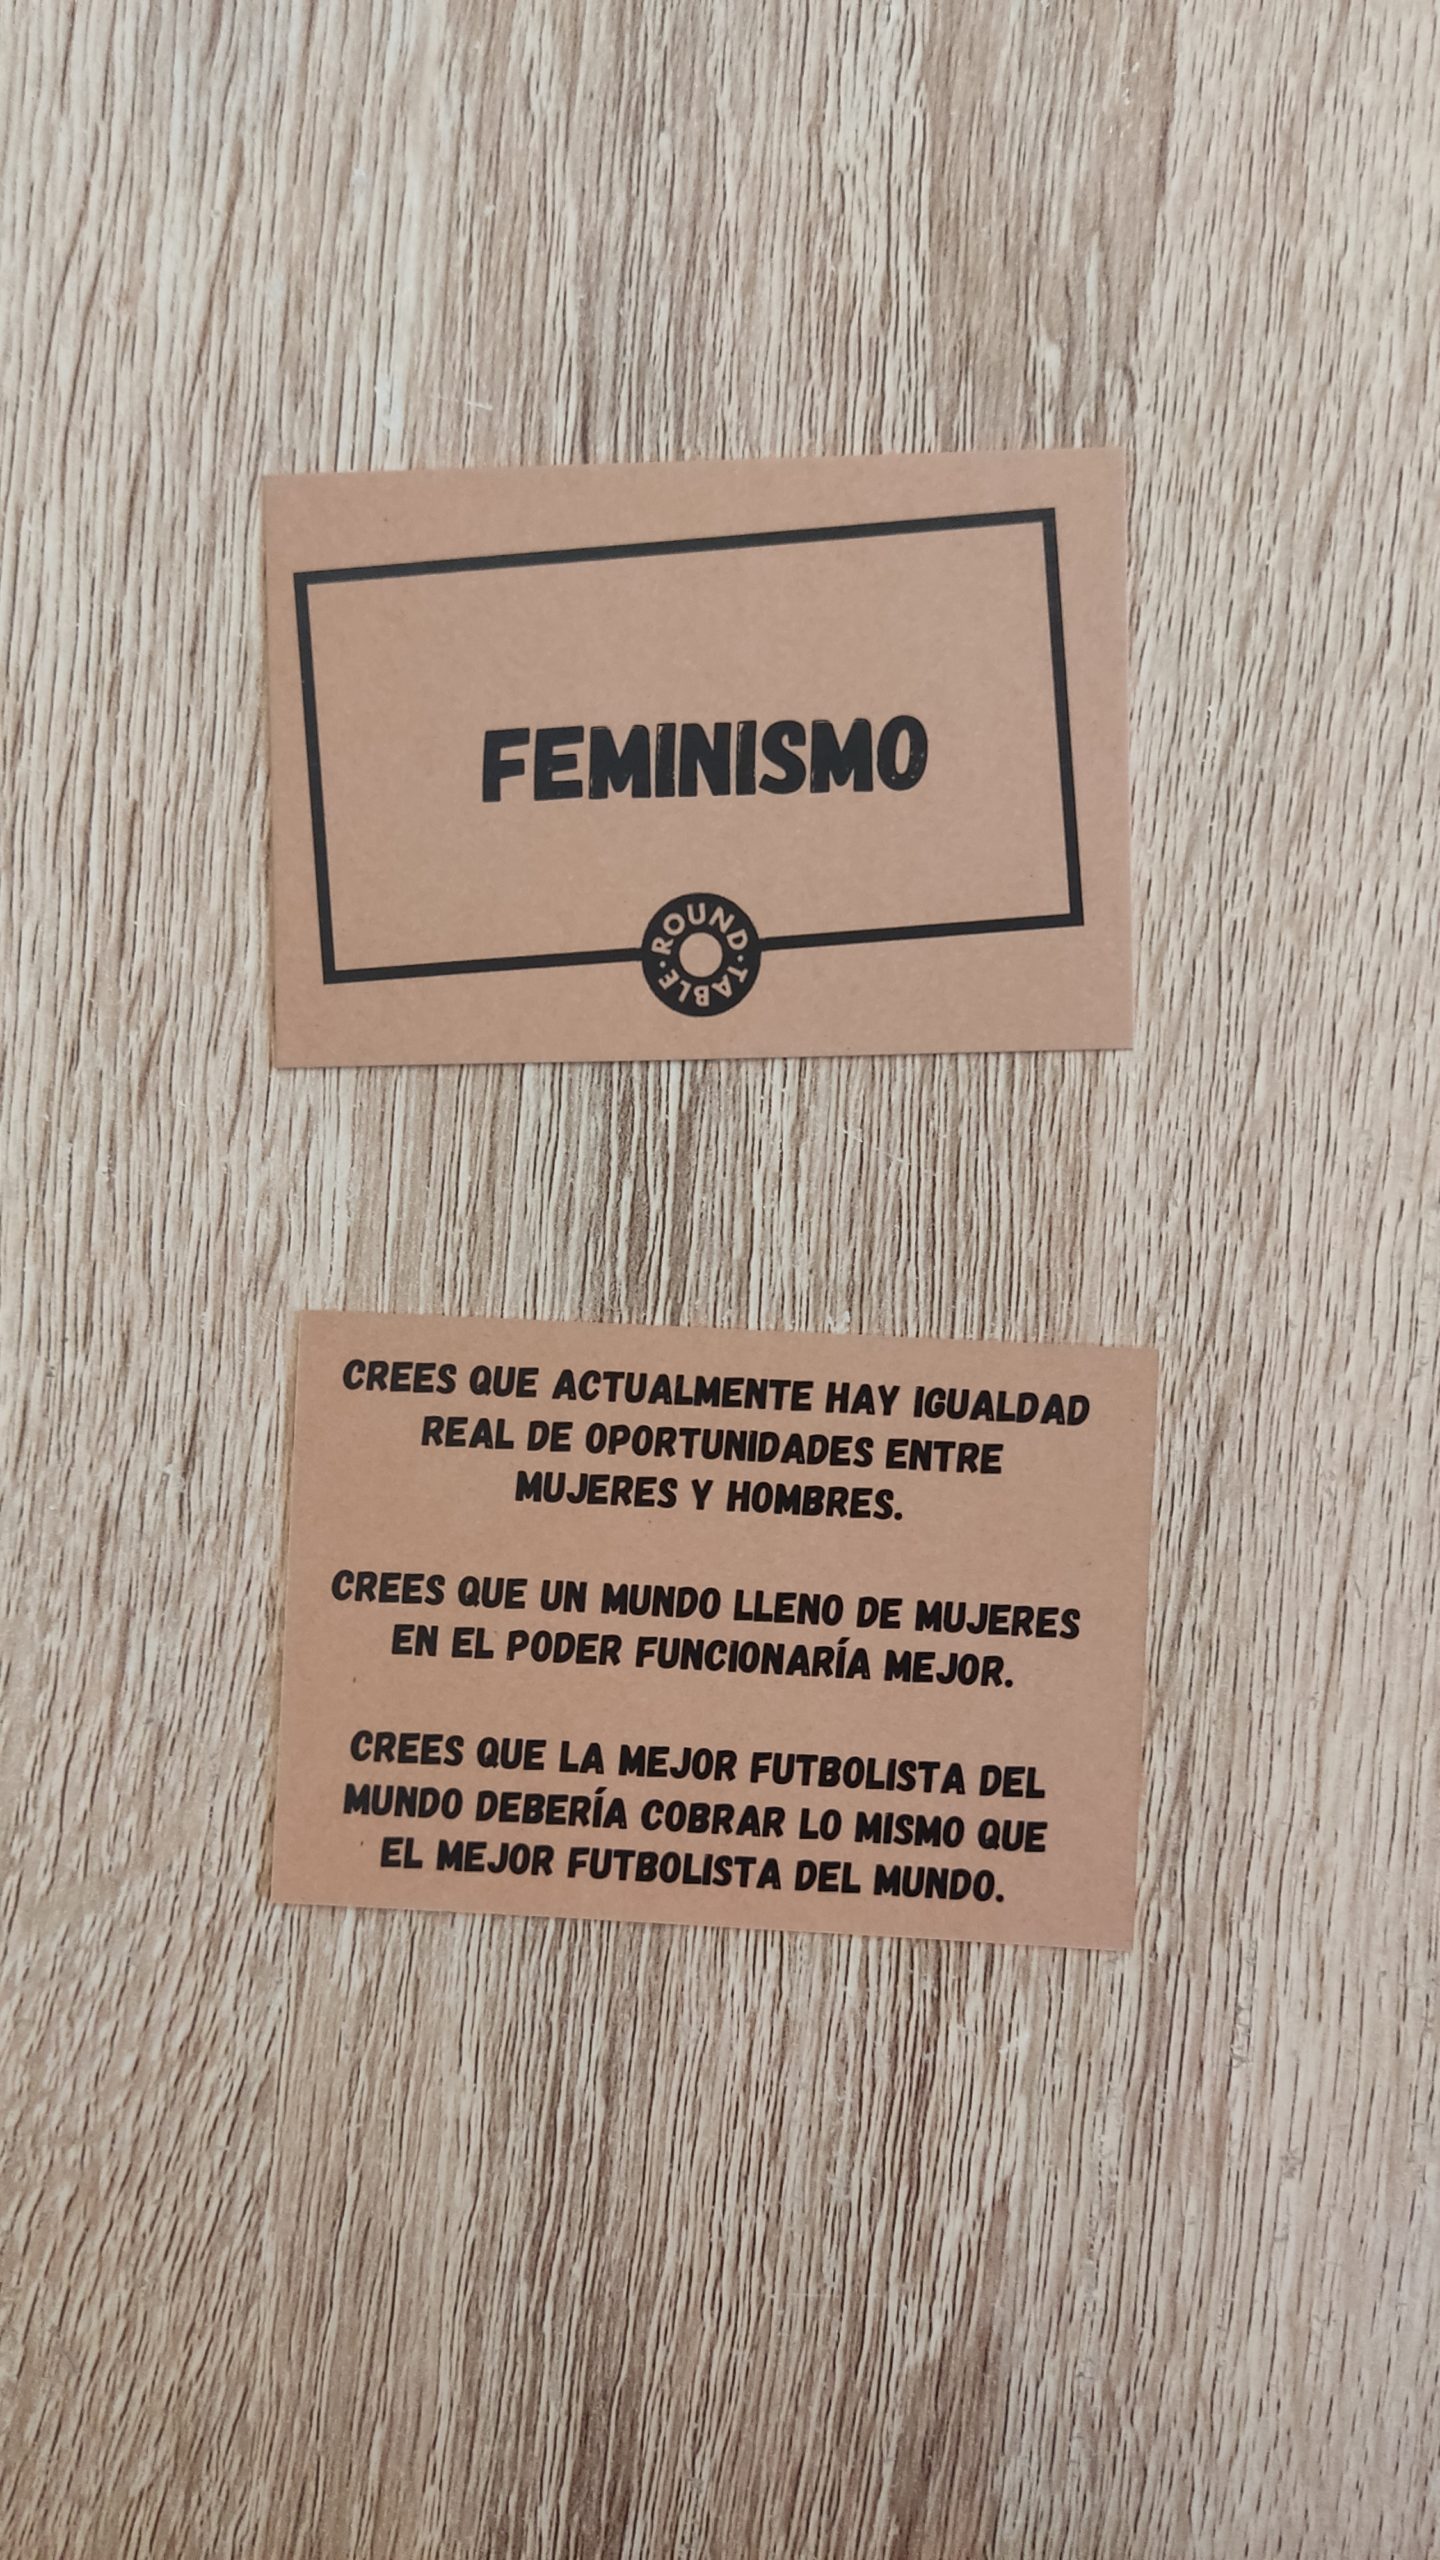 FEMINISMO
ROUND · TABLE ·
CREES QUE ACTUALMENTE HAY IGUALDAD
REAL DE OPORTUNIDADES ENTRE
MUJERES Y HOMBRES.
CREES QUE UN MUNDO LLENO DE MUJERES
EN EL PODER FUNCIONARÍA MEJOR.
CREES QUE LA MEJOR FUTBOLISTA DEL
MUNDO DEBERÍA COBRAR LO MISMO QUE
EL MEJOR FUTBOLISTA DEL MUNDO.